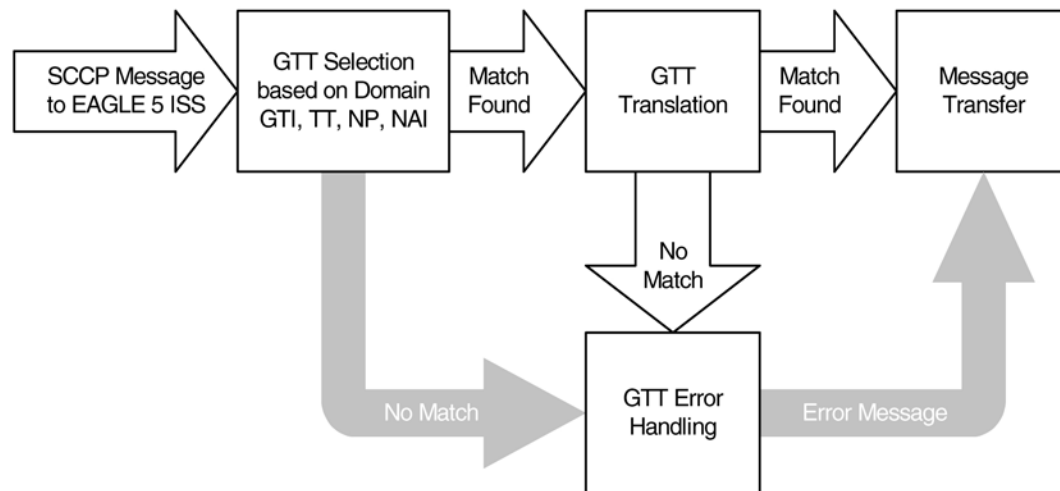 SCCP Message
to EAGLE 5 ISS
GTT Selection
based on Domain
GTI, TT, NP, NAI
Match
Found
GTT
Translation
Match
Found
Message
Transfer
No
Match
No Match
GTT Error
Handling
Error Message